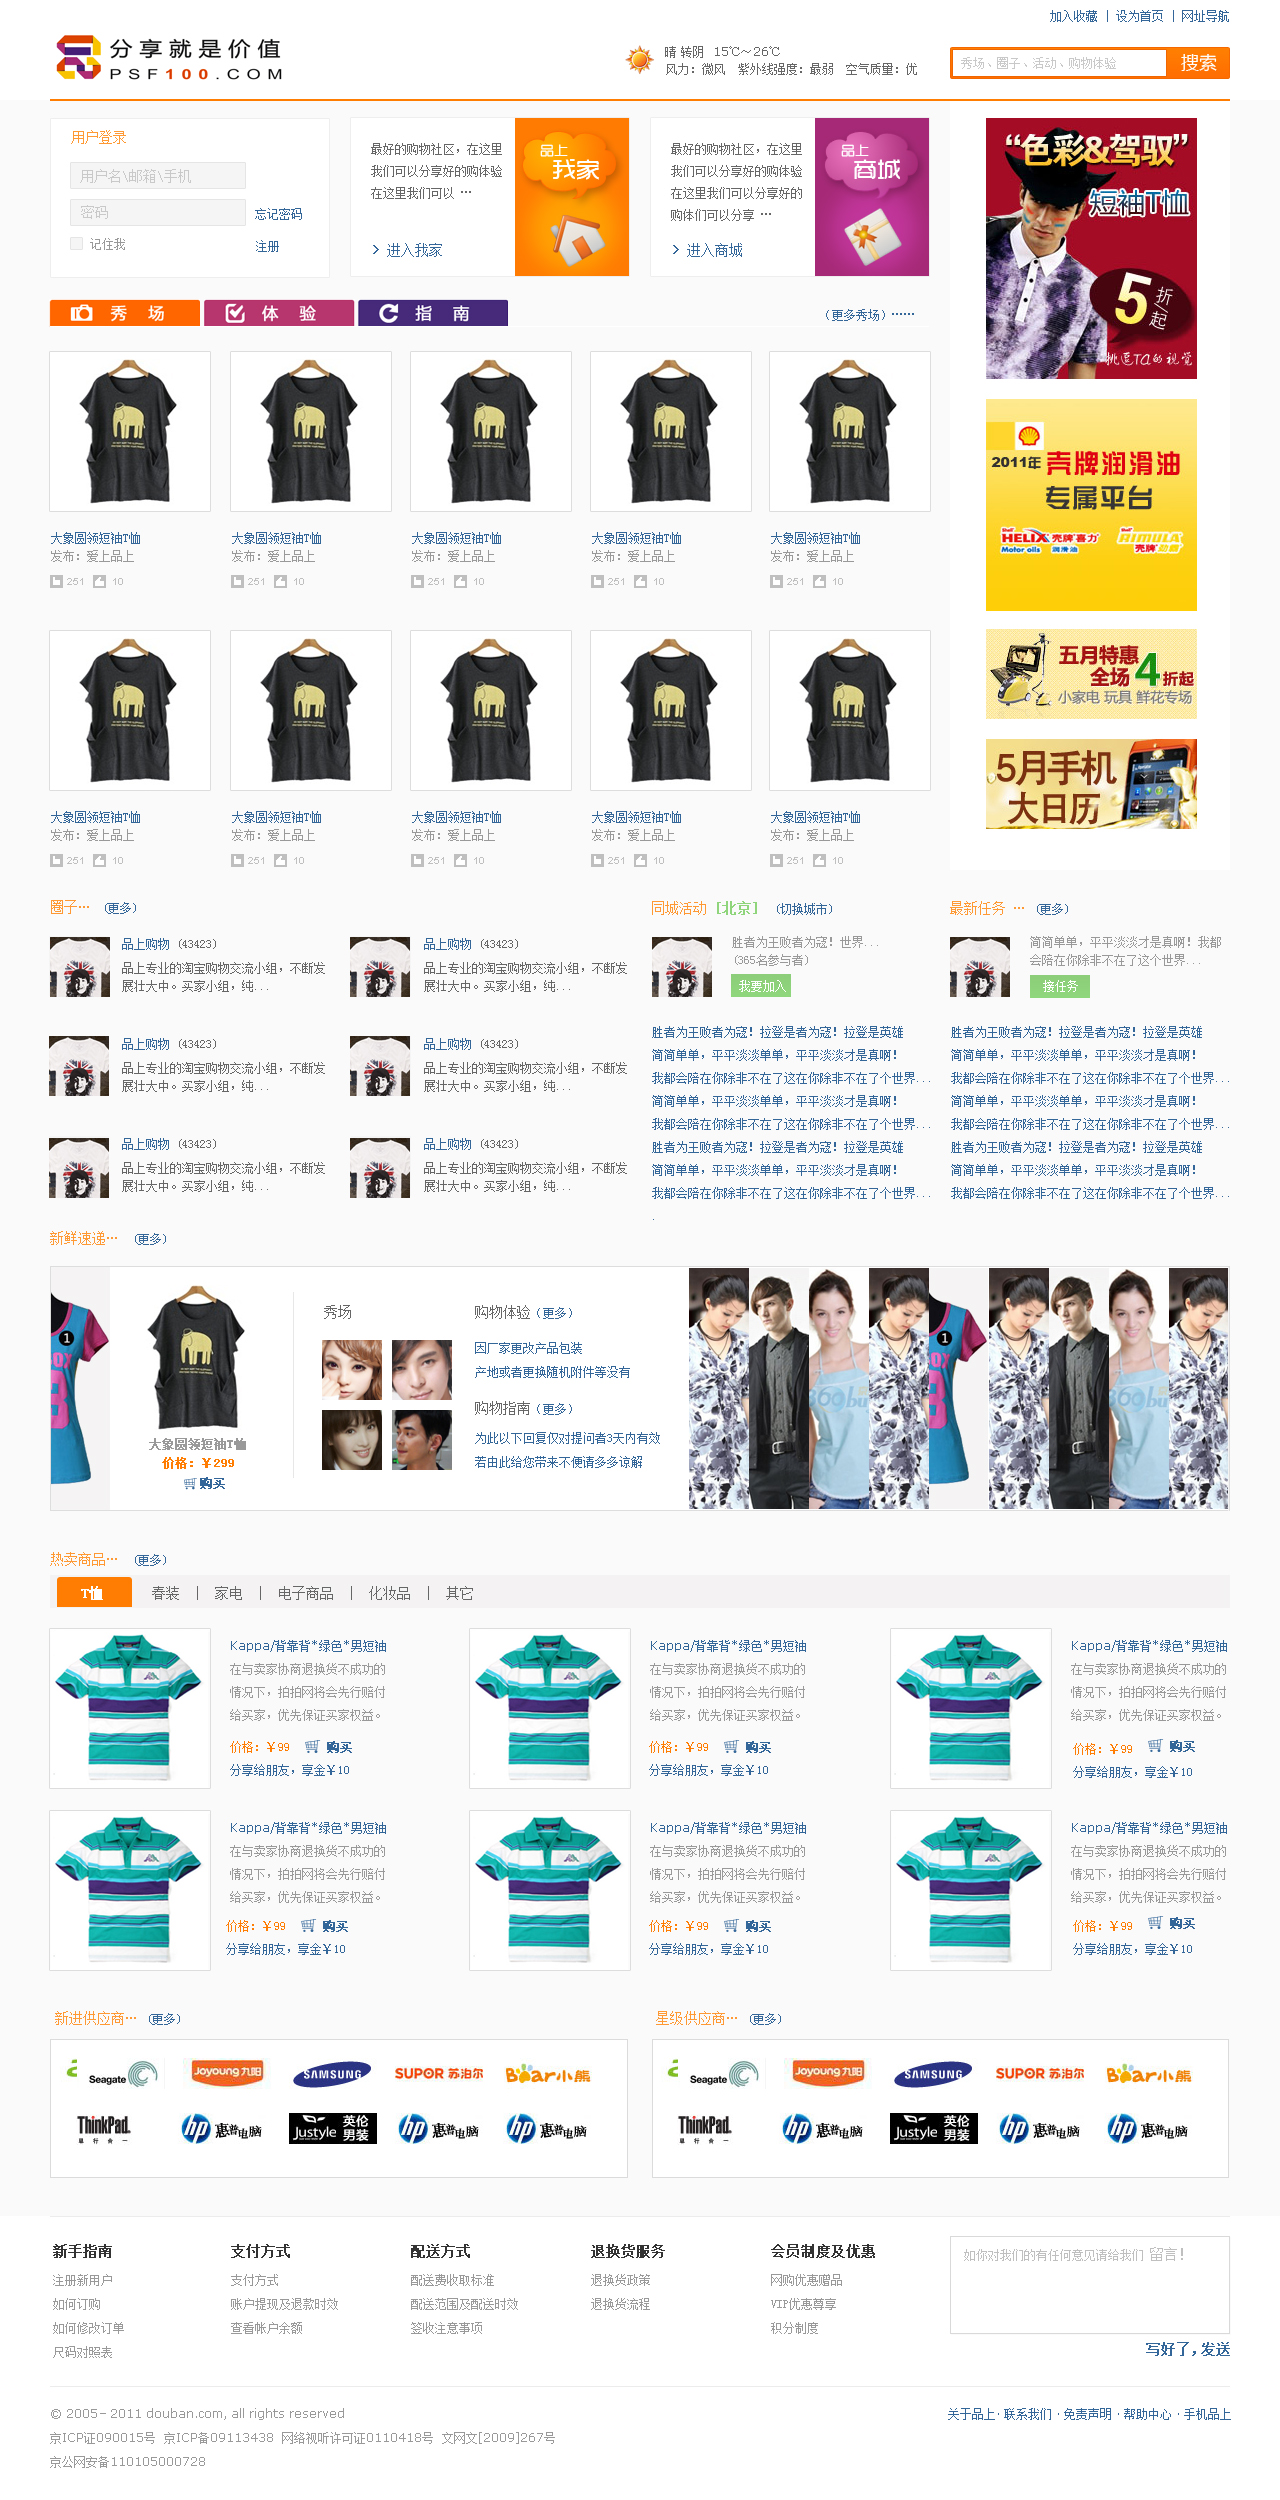 加入收藏 | 设为首页 | 网址导航
分享就是价值
PSF100.COM
晴 转阴 15℃～26℃
风力：微风 紫外线强度：最弱 空气质量：优
秀场、圈子、活动、购物体验
搜索
用户登录
用户名\邮箱\手机
密码
忘记密码
记住我
注册
最好的购物社区，在这里
我们可以分享好的购体验
在这里我们可以 …
进入我家
品上
我家
最好的购物社区，在这里
我们可以分享好的购体验
在这里我们可以分享好的
购体们可以分享 …
进入商城
品上
商城
“色彩&驾驭”
短袖T恤
5折/起
挑逗TA的视觉
秀 场
体 验
指 南
（更多秀场）……
大象圆领短袖T恤 大象圆领短袖T恤 大象圆领短袖T恤 大象圆领短袖T恤 大象圆领短袖T恤
发布：爱上品上 发布：爱上品上 发布：爱上品上 发布：爱上品上 发布：爱上品上
251 10 251 10 251 10 251 10 251 10
2011年 壳牌润滑油
专属平台
Shell HELIX 壳牌喜力
Motor oils 润滑油
Shell RIMULA
壳牌劲霸
五月特惠
全场4折起
小家电 玩具 鲜花专场
5月手机
大日历
大象圆领短袖T恤 大象圆领短袖T恤 大象圆领短袖T恤 大象圆领短袖T恤 大象圆领短袖T恤
发布：爱上品上 发布：爱上品上 发布：爱上品上 发布：爱上品上 发布：爱上品上
251 10 251 10 251 10 251 10 251 10
圈子… （更多）
品上购物 （43423）
品上专业的淘宝购物交流小组，不断发
展壮大中。买家小组，纯...
品上购物 （43423）
品上专业的淘宝购物交流小组，不断发
展壮大中。买家小组，纯...
品上购物 （43423）
品上专业的淘宝购物交流小组，不断发
展壮大中。买家小组，纯...
品上购物 （43423）
品上专业的淘宝购物交流小组，不断发
展壮大中。买家小组，纯...
品上购物 （43423）
品上专业的淘宝购物交流小组，不断发
展壮大中。买家小组，纯...
品上购物 （43423）
品上专业的淘宝购物交流小组，不断发
展壮大中。买家小组，纯...
同城活动 [北京] （切换城市）
胜者为王败者为寇！世界...
（365名参与者）
我要加入
胜者为王败者为寇！拉登是者为寇！拉登是英雄
简简单单，平平淡淡单单，平平淡淡才是真啊！
我都会陪在你除非不在了这在你除非不在了个世界...
简简单单，平平淡淡单单，平平淡淡才是真啊！
我都会陪在你除非不在了这在你除非不在了个世界...
胜者为王败者为寇！拉登是者为寇！拉登是英雄
简简单单，平平淡淡单单，平平淡淡才是真啊！
我都会陪在你除非不在了这在你除非不在了个世界...
.
最新任务 … （更多）
简简单单，平平淡淡才是真啊！我都
会陪在你除非不在了这个世界...
接任务
胜者为王败者为寇！拉登是者为寇！拉登是英雄
简简单单，平平淡淡单单，平平淡淡才是真啊！
我都会陪在你除非不在了这在你除非不在了个世界...
简简单单，平平淡淡单单，平平淡淡才是真啊！
我都会陪在你除非不在了这在你除非不在了个世界...
胜者为王败者为寇！拉登是者为寇！拉登是英雄
简简单单，平平淡淡单单，平平淡淡才是真啊！
我都会陪在你除非不在了这在你除非不在了个世界...
新鲜速递… （更多）
大象圆领短袖T恤
价格：￥299
购买
秀场
购物体验（更多）
因厂家更改产品包装
产地或者更换随机附件等没有
购物指南（更多）
为此以下回复仅对提问者3天内有效
若由此给您带来不便请多多谅解
热卖商品… （更多）
T恤 春装 | 家电 | 电子商品 | 化妆品 | 其它
Kappa/背靠背*绿色*男短袖
在与卖家协商退换货不成功的
情况下，拍拍网将会先行赔付
给买家，优先保证买家权益。
价格：￥99 购买
分享给朋友，享金￥10
Kappa/背靠背*绿色*男短袖
在与卖家协商退换货不成功的
情况下，拍拍网将会先行赔付
给买家，优先保证买家权益。
价格：￥99 购买
分享给朋友，享金￥10
Kappa/背靠背*绿色*男短袖
在与卖家协商退换货不成功的
情况下，拍拍网将会先行赔付
给买家，优先保证买家权益。
价格：￥99 购买
分享给朋友，享金￥10
Kappa/背靠背*绿色*男短袖
在与卖家协商退换货不成功的
情况下，拍拍网将会先行赔付
给买家，优先保证买家权益。
价格：￥99 购买
分享给朋友，享金￥10
Kappa/背靠背*绿色*男短袖
在与卖家协商退换货不成功的
情况下，拍拍网将会先行赔付
给买家，优先保证买家权益。
价格：￥99 购买
分享给朋友，享金￥10
Kappa/背靠背*绿色*男短袖
在与卖家协商退换货不成功的
情况下，拍拍网将会先行赔付
给买家，优先保证买家权益。
价格：￥99 购买
分享给朋友，享金￥10
新进供应商… （更多）
Seagate Joyoung九阳 SAMSUNG SUPOR 苏泊尔 Bear小熊
ThinkPad. hp 惠普电脑 Justyle 英伦男装 hp 惠普电脑 hp 惠普电脑
星级供应商… （更多）
Seagate Joyoung九阳 SAMSUNG SUPOR 苏泊尔 Bear小熊
ThinkPad. hp 惠普电脑 Justyle 英伦男装 hp 惠普电脑 hp 惠普电脑
新手指南
注册新用户
如何订购
如何修改订单
尺码对照表
支付方式
支付方式
账户提现及退款时效
查看帐户余额
配送方式
配送费收取标准
配送范围及配送时效
签收注意事项
退换货服务
退换货政策
退换货流程
会员制度及优惠
网购优惠赠品
VIP优惠尊享
积分制度
如你对我们的有任何意见请给我们 留言！
写好了，发送
© 2005－2011 douban.com, all rights reserved
京ICP证090015号 京ICP备09113438 网络视听许可证0110418号 文网文[2009]267号
京公网安备110105000728
关于品上· 联系我们 ·免责声明 ·帮助中心 ·手机品上